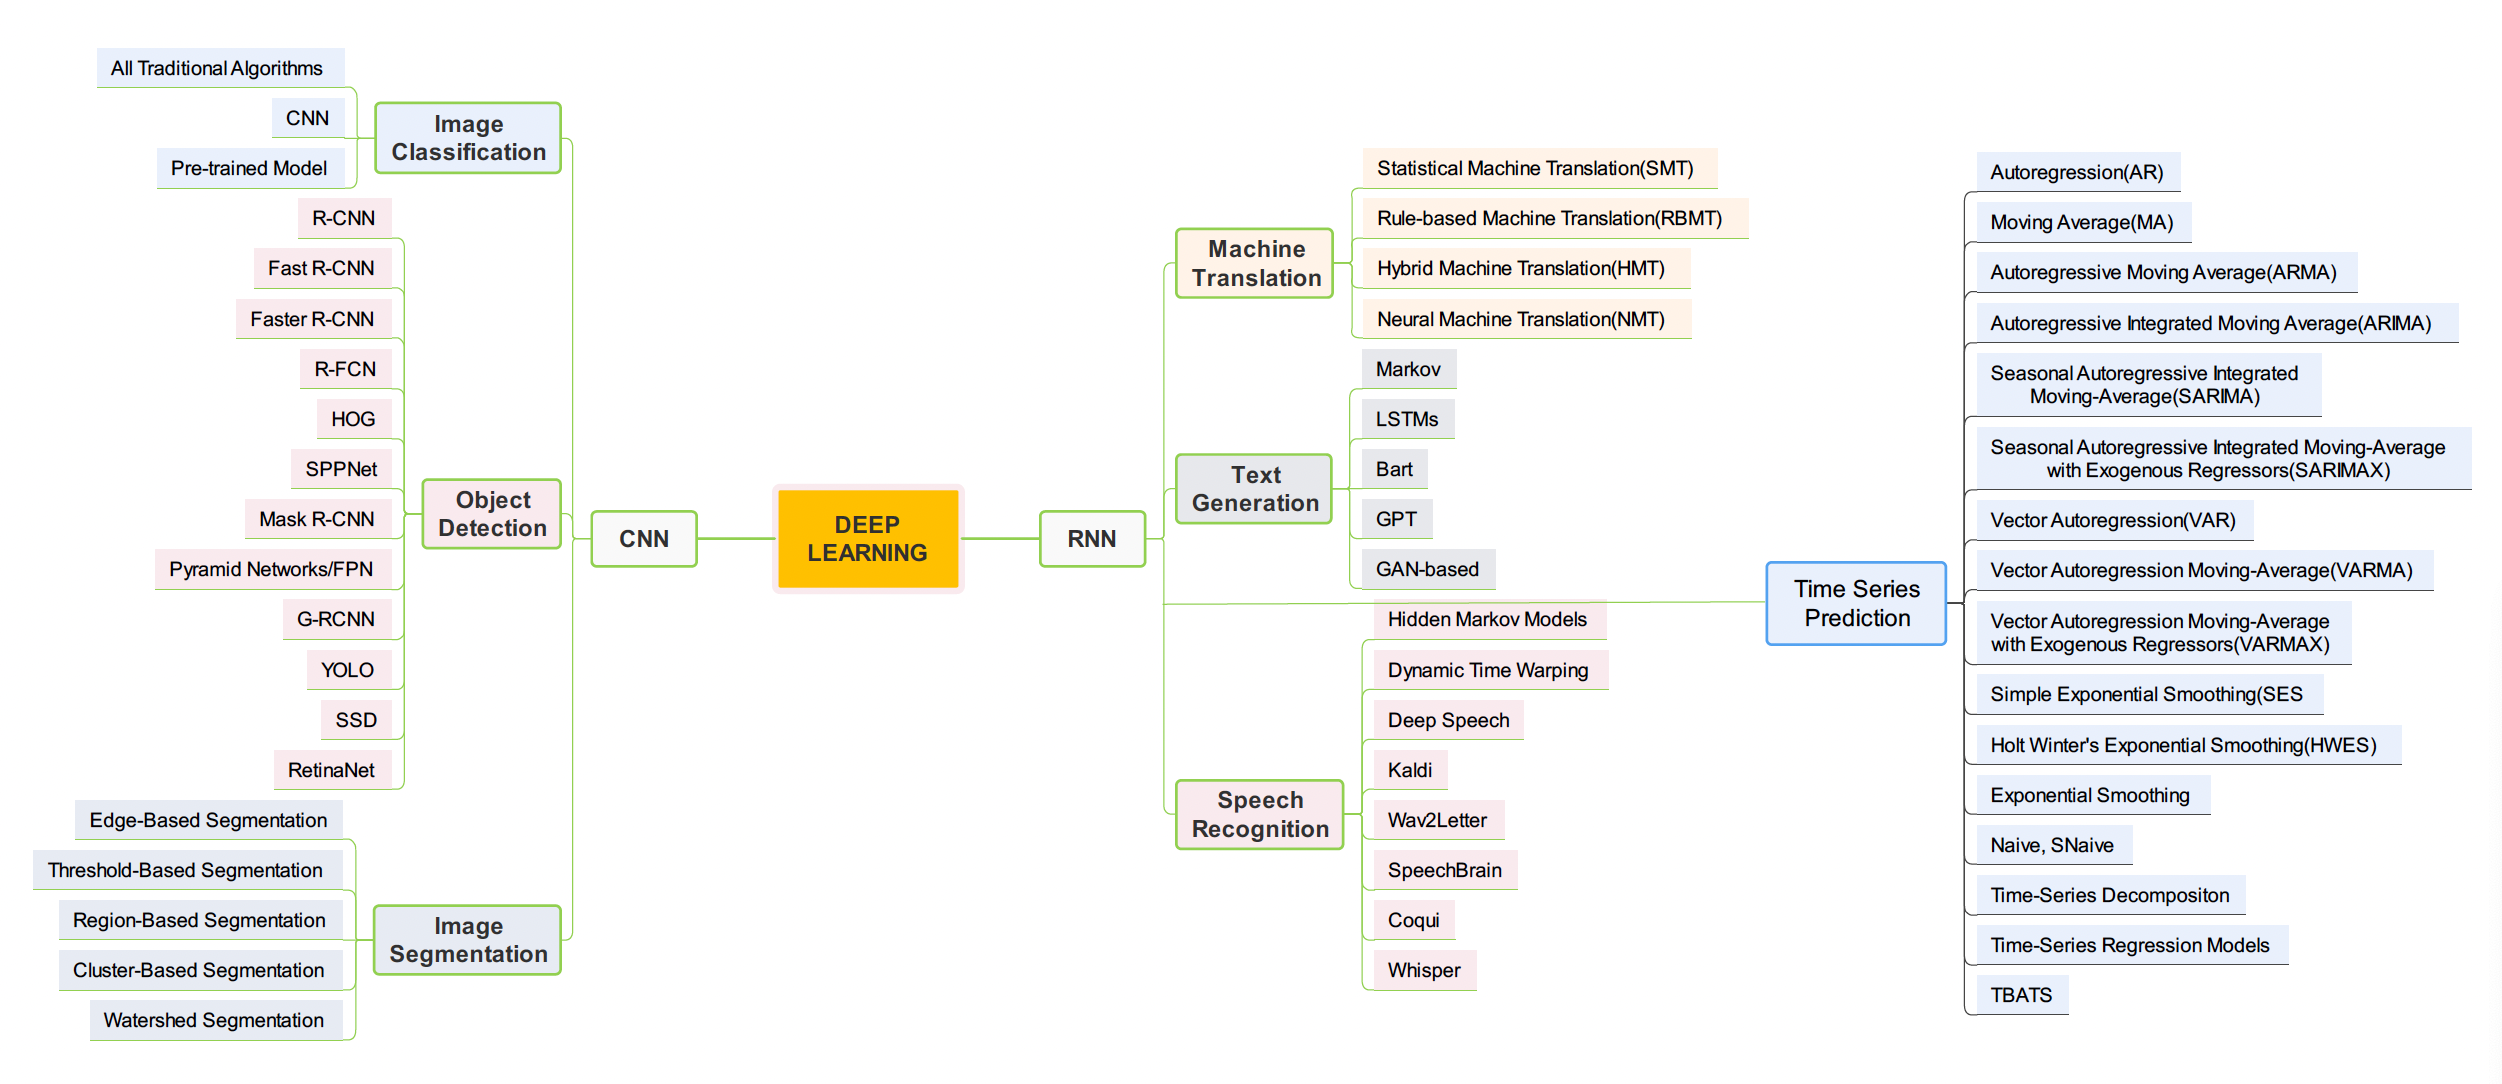 All Traditional Algorithms
CNN
Pre-trained Model
Image
Classification
R-CNN
Fast R-CNN
Faster R-CNN
R-FCN
HOG
SPPNet
Mask R-CNN
Pyramid Networks/FPN
G-RCNN
YOLO
SSD
RetinaNet
Object
Detection
Edge-Based Segmentation
Threshold-Based Segmentation
Region-Based Segmentation
Cluster-Based Segmentation
Watershed Segmentation
Image
Segmentation
CNN
DEEP
LEARNING
RNN
Machine
Translation
Statistical Machine Translation(SMT)
Rule-based Machine Translation(RBMT)
Hybrid Machine Translation(HMT)
Neural Machine Translation(NMT)
Text
Generation
Markov
LSTMs
Bart
GPT
GAN-based
Speech
Recognition
Hidden Markov Models
Dynamic Time Warping
Deep Speech
Kaldi
Wav2Letter
SpeechBrain
Coqui
Whisper
Time Series
Prediction
Autoregression(AR)
Moving Average(MA)
Autoregressive Moving Average(ARMA)
Autoregressive Integrated Moving Average(ARIMA)
Seasonal Autoregressive Integrated
Moving-Average(SARIMA)
Seasonal Autoregressive Integrated Moving-Average
with Exogenous Regressors(SARIMAX)
Vector Autoregression(VAR)
Vector Autoregression Moving-Average(VARMA)
Vector Autoregression Moving-Average
with Exogenous Regressors(VARMAX)
Simple Exponential Smoothing(SES
Holt Winter's Exponential Smoothing(HWES)
Exponential Smoothing
Naive, SNaive
Time-Series Decompositon
Time-Series Regression Models
TBATS